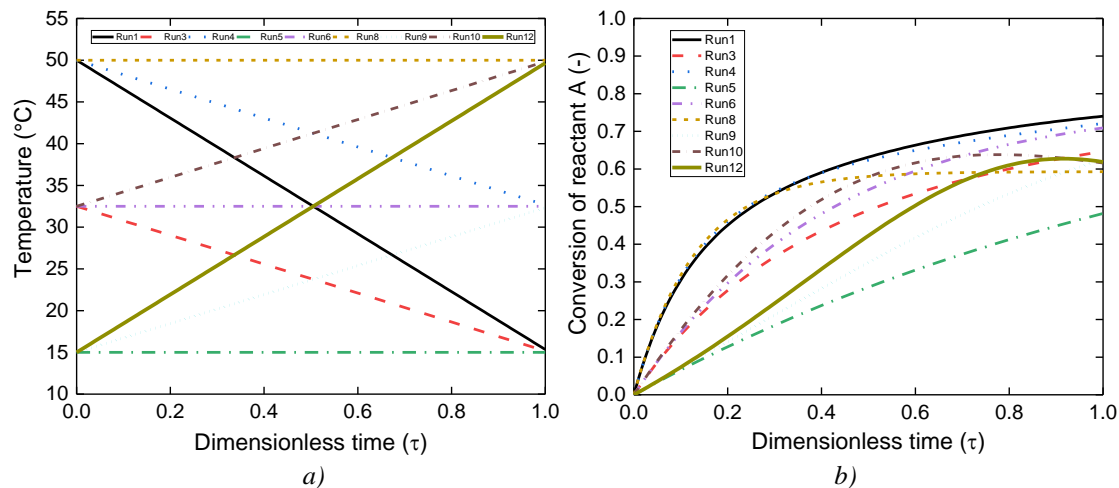 55
50
45
40
35
30
25
20
15
10
Temperature (°C)
Run1 Run3 Run4 Run5 Run6 Run8 Run9 Run10 Run12
0.0 0.2 0.4 0.6 0.8 1.0
Dimensionless time (τ)
a)
1.0
0.9
0.8
0.7
0.6
0.5
0.4
0.3
0.2
0.1
0.0
Conversion of reactant A (-)
Run1
Run3
Run4
Run5
Run6
Run8
Run9
Run10
Run12
0.0 0.2 0.4 0.6 0.8 1.0
Dimensionless time (τ)
b)